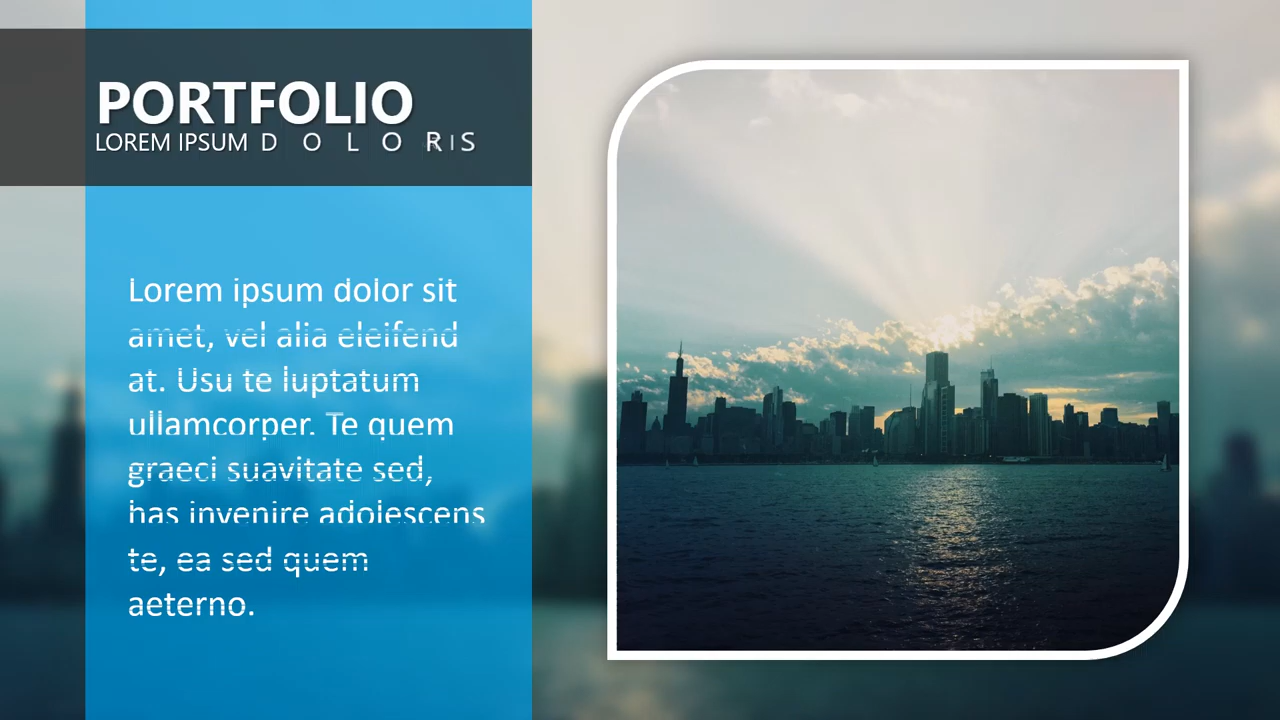 PORTFOLIO
LOREM IPSUM DOLORIS
Lorem ipsum dolor sit
amet, vel alia eleifend
at. Usu te luptatum
ullamcorper. Te quem
graeci suavitate sed,
has invenire adolescens
te, ea sed quem
aeterno.